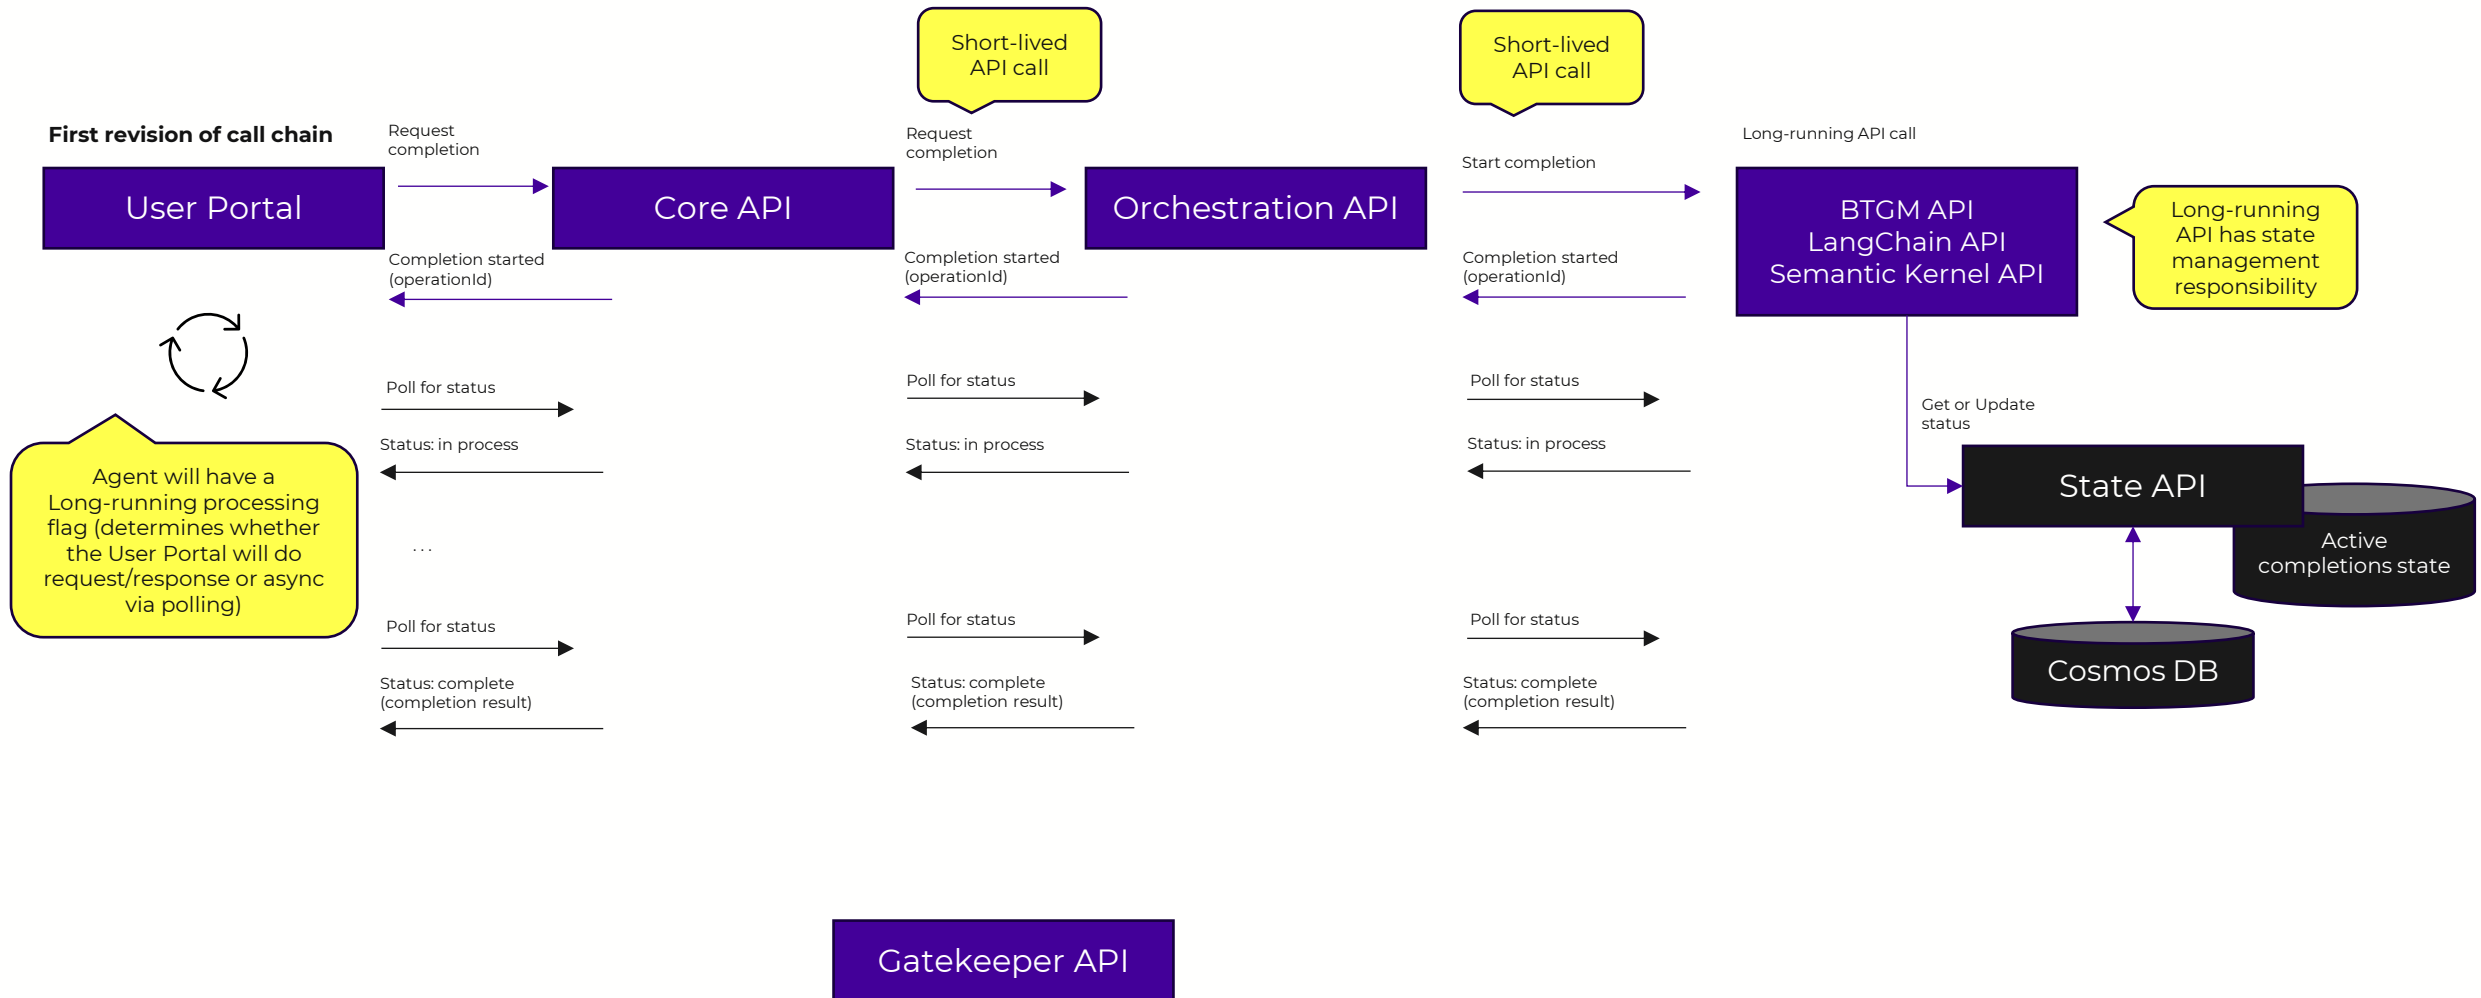 Short-lived
API call
Short-lived
API call
First revision of call chain
Request
completion
Request
completion
Start completion
Long-running API call
User Portal
Core API
Orchestration API
BTGM API
LangChain API
Semantic Kernel API
Long-running
API has state
management
responsibility
Completion started
(operationId)
Completion started
(operationId)
Completion started
(operationId)
Poll for status
Poll for status
Poll for status
Get or Update
status
Status: in process
Status: in process
Status: in process
Agent will have a
Long-running processing
flag (determines whether
the User Portal will do
request/response or async
via polling)
State API
Active
completions state
...
Poll for status
Poll for status
Poll for status
Cosmos DB
Status: complete
(completion result)
Status: complete
(completion result)
Status: complete
(completion result)
Gatekeeper API